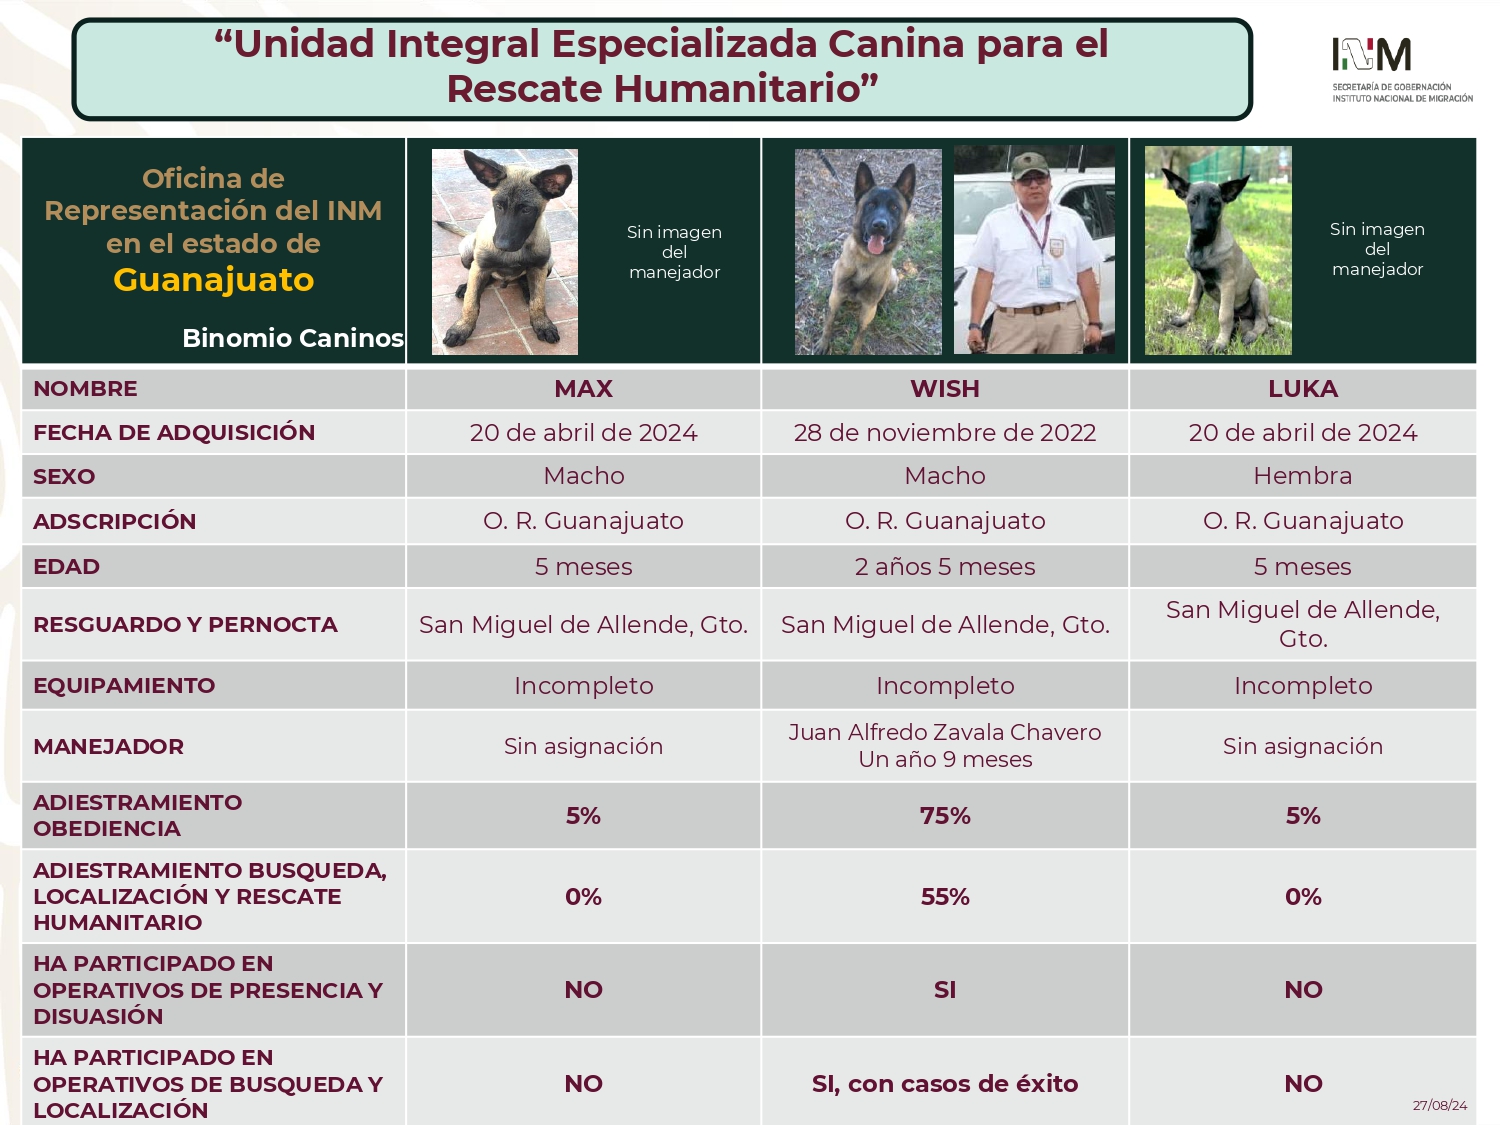 “Unidad Integral Especializada Canina para el
Rescate Humanitario”
INM
SECRETARÍA DE GOBERNACIÓN
INSTITUTO NACIONAL DE MIGRACIÓN
Oficina de
Representación del INM
en el estado de
Guanajuato
Binomio Caninos
Sin imagen
del
manejador
Sin imagen
del
manejador
NOMBRE MAX WISH LUKA
FECHA DE ADQUISICIÓN 20 de abril de 2024 28 de noviembre de 2022 20 de abril de 2024
SEXO Macho Macho Hembra
ADSCRIPCIÓN O. R. Guanajuato O. R. Guanajuato O. R. Guanajuato
EDAD 5 meses 2 años 5 meses 5 meses
RESGUARDO Y PERNOCTA San Miguel de Allende, Gto. San Miguel de Allende, Gto. San Miguel de Allende,
Gto.
EQUIPAMIENTO Incompleto Incompleto Incompleto
MANEJADOR Sin asignación Juan Alfredo Zavala Chavero
Un año 9 meses
Sin asignación
ADIESTRAMIENTO
OBEDIENCIA
5% 75% 5%
ADIESTRAMIENTO BUSQUEDA,
LOCALIZACIÓN Y RESCATE
HUMANITARIO
0% 55% 0%
HA PARTICIPADO EN
OPERATIVOS DE PRESENCIA Y
DISUASIÓN
NO SI NO
HA PARTICIPADO EN
OPERATIVOS DE BUSQUEDA Y
LOCALIZACIÓN
NO SI, con casos de éxito NO
27/08/24